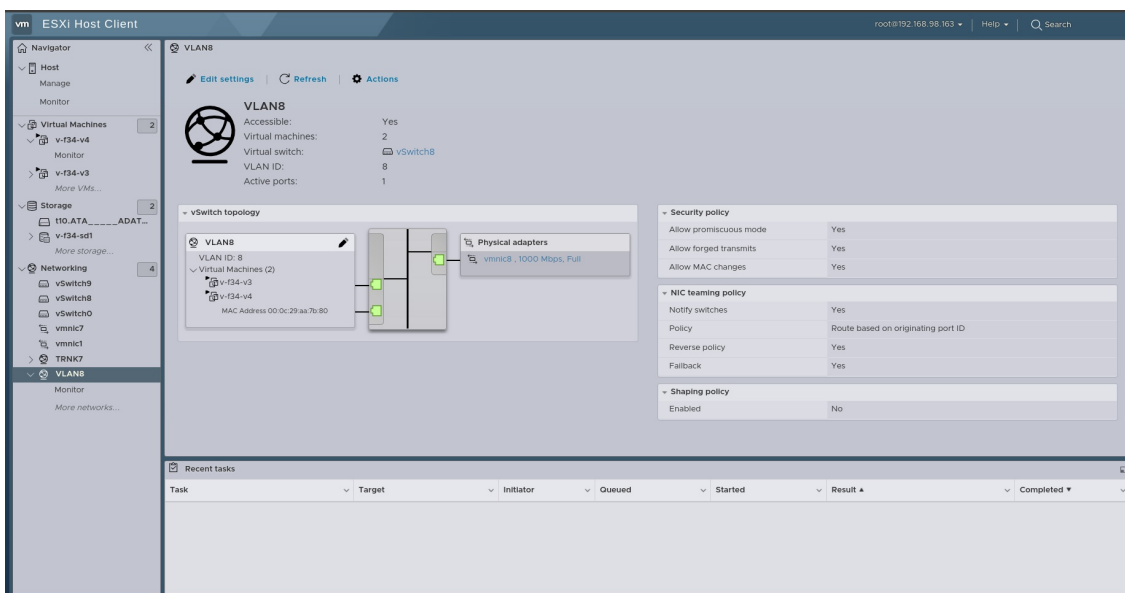 vm ESXi Host Client
root@192.168.98.163 | Help | Search
Navigator
Host
Manage
Monitor
Virtual Machines 2
v-f34-v4
Monitor
v-f34-v3
More VMs...
Storage 2
t10.ATA_____ADAT...
v-f34-sd1
More storage...
Networking 4
vSwitch9
vSwitch8
vSwitch0
vmnic7
vmnic1
TRNK7
VLAN8
Monitor
More networks...
VLAN8
Edit settings | Refresh | Actions
VLAN8
Accessible: Yes
Virtual machines: 2
Virtual switch: vSwitch8
VLAN ID: 8
Active ports: 1
vSwitch topology
VLAN8
VLAN ID: 8
Virtual Machines (2)
v-f34-v3
v-f34-v4
MAC Address 00:0c:29:aa:7b:80
Physical adapters
vmnic8 , 1000 Mbps, Full
Security policy
Allow promiscuous mode Yes
Allow forged transmits Yes
Allow MAC changes Yes
NIC teaming policy
Notify switches Yes
Policy Route based on originating port ID
Reverse policy Yes
Failback Yes
Shaping policy
Enabled No
Recent tasks
Task Target Initiator Queued Started Result ▲ Completed ▼